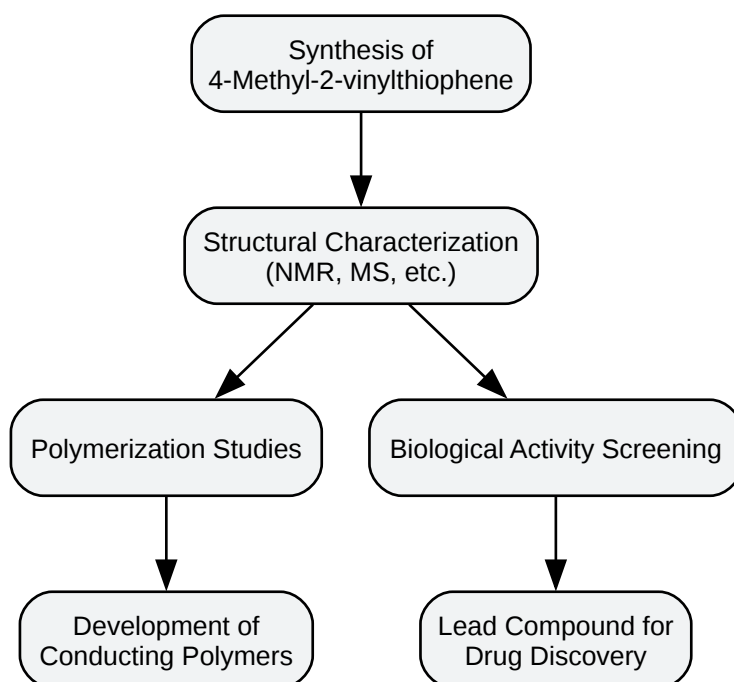 Synthesis of
4-Methyl-2-vinylthiophene
Structural Characterization
(NMR, MS, etc.)
Polymerization Studies
Biological Activity Screening
Development of
Conducting Polymers
Lead Compound for
Drug Discovery